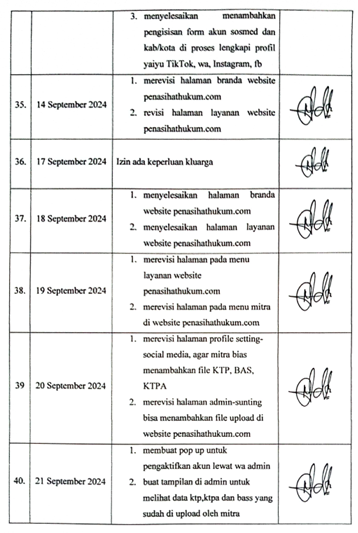 3. menyelesaikan menambahkan
pengisisan form akun sosmed dan
kab/kota di proses lengkapi profil
yaiyu TikTok, wa, Instagram, fb
35. 14 September 2024
1. merevisi halaman branda website
penasihathukum.com
2. revisi halaman layanan website
penasihathukum.com
36. 17 September 2024 Izin ada keperluan kluarga
37. 18 September 2024
1. menyelesaikan halaman branda
website penasihathukum.com
2. menyelesaikan halaman layanan
website penasihathukum.com
38. 19 September 2024
1. merevisi halaman pada menu
layanan website
penasihathukum.com
2. merevisi halaman pada menu mitra
di website penasihathukum.com
39 20 September 2024
1. merevisi halaman profile setting-
social media, agar mitra bias
menambahkan file KTP, BAS,
KTPA
2. merevisi halaman admin-sunting
bisa menambahkan file upload di
website penasihathukum.com
40. 21 September 2024
1. membuat pop up untuk
pengaktifkan akun lewat wa admin
2. buat tampilan di admin untuk
melihat data ktp,ktpa dan bass yang
sudah di upload oleh mitra